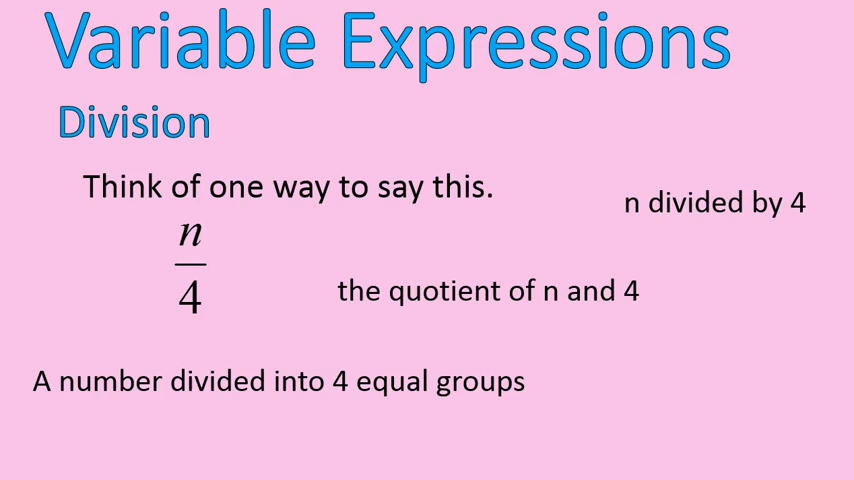 Variable Expressions
Division
Think of one way to say this.
n divided by 4
n
4
the quotient of n and 4
A number divided into 4 equal groups